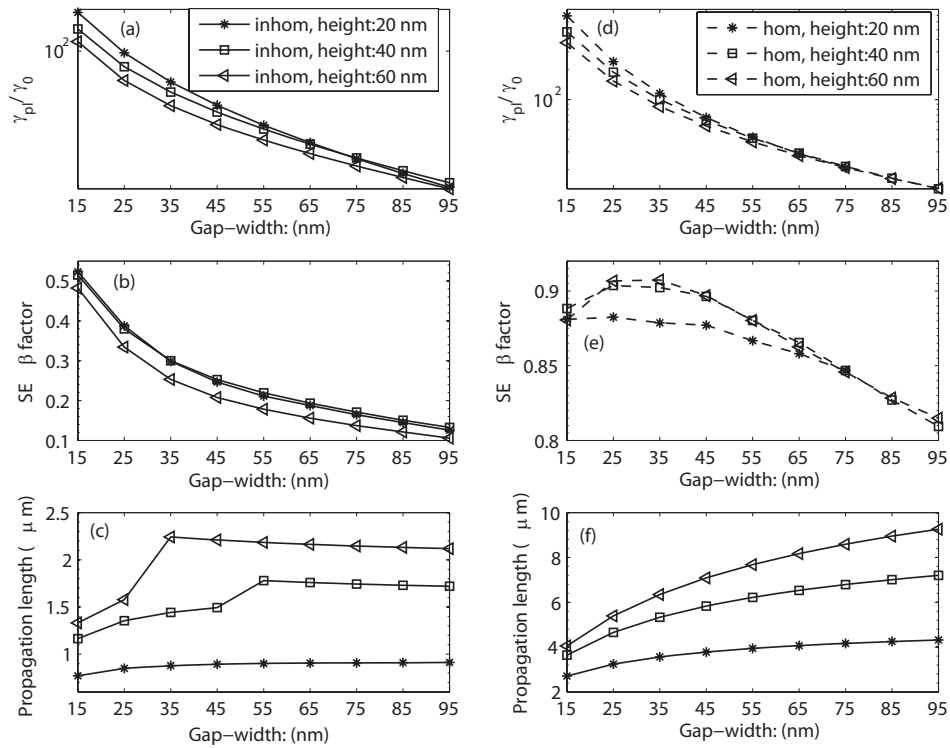 (a)
inhom, height:20 nm
inhom, height:40 nm
inhom, height:60 nm
10²
γpl/ γ0
15 25 35 45 55 65 75 85 95
Gap−width: (nm)
(d)
hom, height:20 nm
hom, height:40 nm
hom, height:60 nm
10²
γpl/ γ0
15 25 35 45 55 65 75 85 95
Gap−width: (nm)
(b)
0.5
0.4
0.3
0.2
0.1
SE β factor
15 25 35 45 55 65 75 85 95
Gap−width: (nm)
(e)
0.9
0.85
0.8
SE β factor
15 25 35 45 55 65 75 85 95
Gap−width: (nm)
(c)
2.5
2
1.5
1
Propagation length ( μ m)
15 25 35 45 55 65 75 85 95
Gap−width: (nm)
(f)
10
8
6
4
2
Propagation length ( μ m)
15 25 35 45 55 65 75 85 95
Gap−width: (nm)